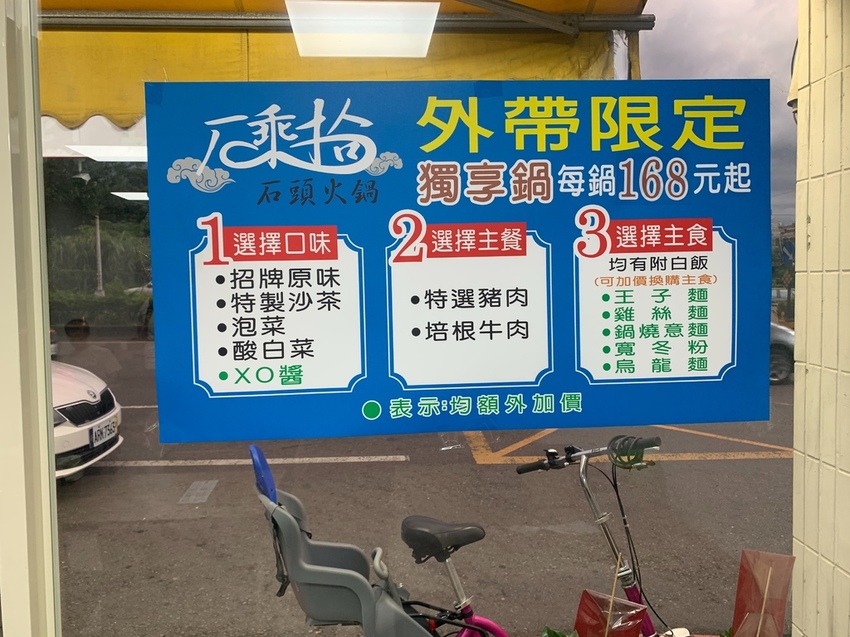 石乘拾
石頭火鍋
外帶限定
獨享鍋 每鍋168元起
1 選擇口味
•招牌原味
•特製沙茶
•泡菜
•酸白菜
•XO醬
2 選擇主餐
•特選豬肉
•培根牛肉
3 選擇主食
均有附白飯
(可加價換購主食)
•王子麵
•雞絲麵
•鍋燒意麵
•寬冬粉
•烏龍麵
●表示:均額外加價